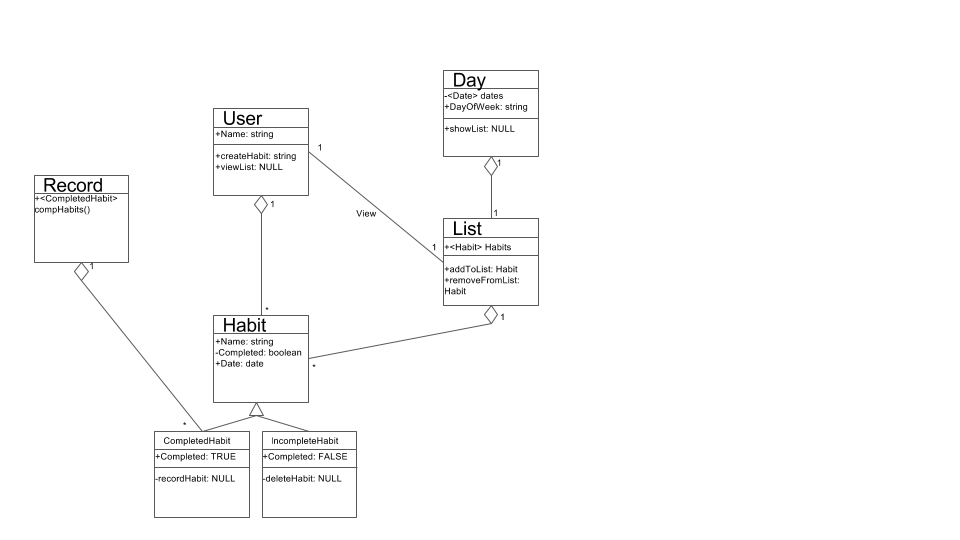 Day
-<Date> dates
+DayOfWeek: string
+showList: NULL
1
User
+Name: string
+createHabit: string
+viewList: NULL
1
1
View
Record
+<CompletedHabit>
compHabits()
1
1
1
List
+<Habit> Habits
+addToList: Habit
+removeFromList:
Habit
1
*
Habit
+Name: string
-Completed: boolean
+Date: date
*
*
CompletedHabit
+Completed: TRUE
-recordHabit: NULL
IncompleteHabit
+Completed: FALSE
-deleteHabit: NULL